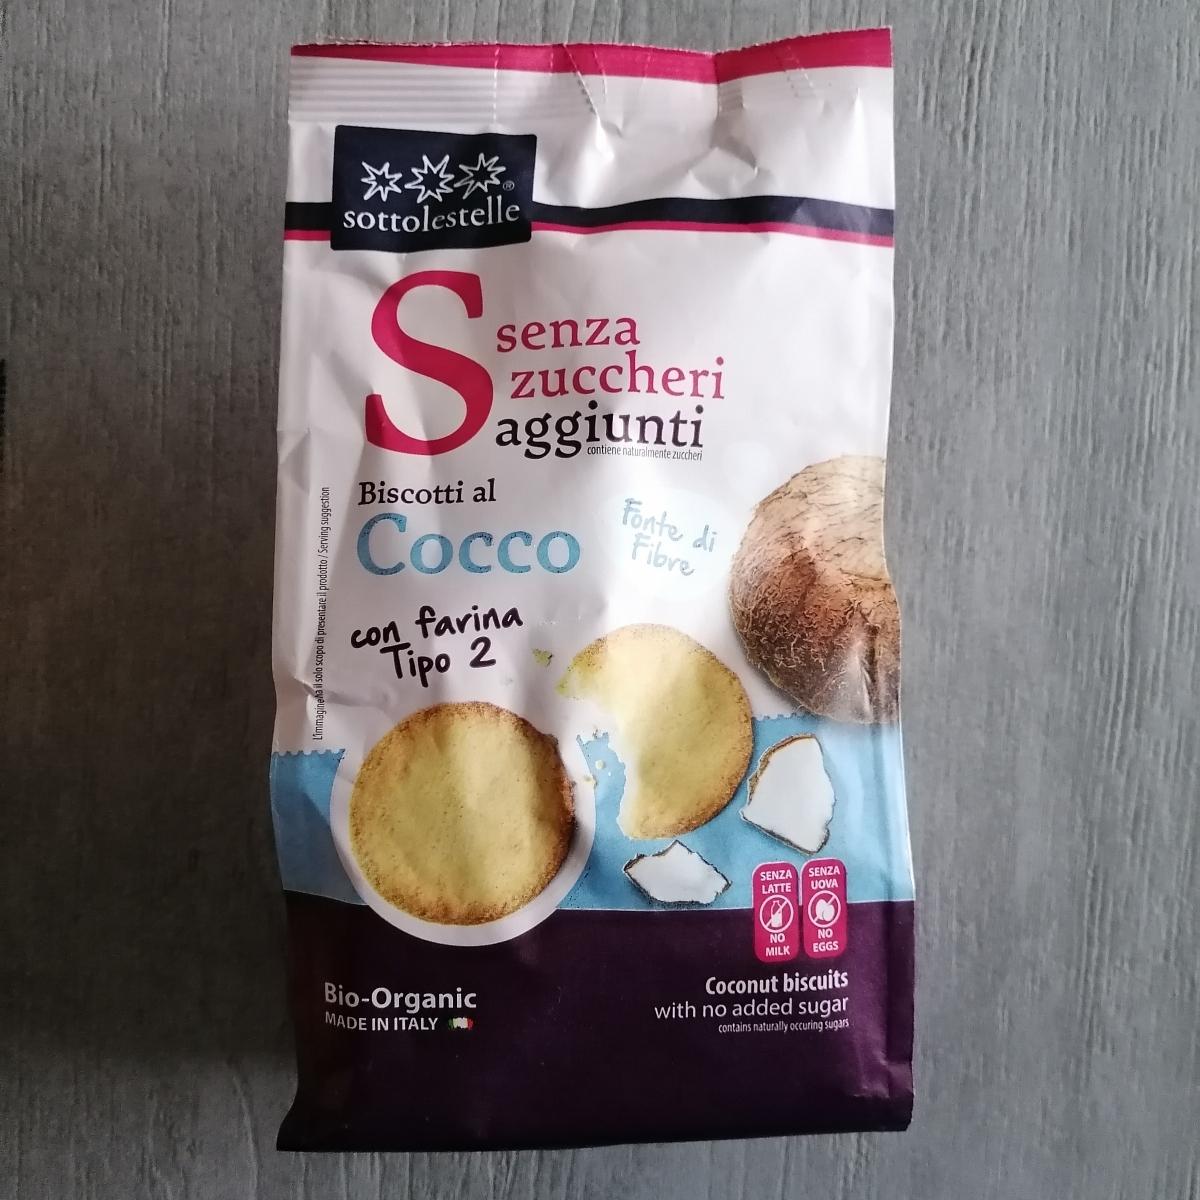 sottolestelle®
Ssenza
zuccheri
aggiunti
contiene naturalmente zuccheri
Biscotti al
Cocco
Fonte di
Fibre
con farina
Tipo 2
L'immagine ha il solo scopo di presentare il prodotto / Serving suggestion
SENZA
LATTE
NO
MILK
SENZA
UOVA
NO
EGGS
Bio-Organic
MADE IN ITALY
Coconut biscuits
with no added sugar
contains naturally occuring sugars